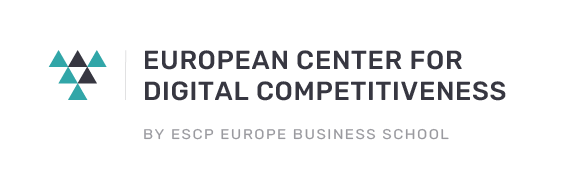 EUROPEAN CENTER FOR
DIGITAL COMPETITIVENESS
BY ESCP EUROPE BUSINESS SCHOOL